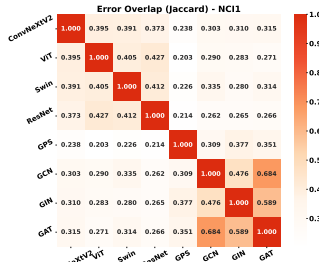 Error Overlap (Jaccard) - NCI1
ConvNeXtV2 1.000 0.395 0.391 0.373 0.238 0.303 0.310 0.315
ViT 0.395 1.000 0.405 0.427 0.203 0.290 0.283 0.271
Swin 0.391 0.405 1.000 0.412 0.226 0.335 0.280 0.314
ResNet 0.373 0.427 0.412 1.000 0.214 0.262 0.265 0.266
GPS 0.238 0.203 0.226 0.214 1.000 0.309 0.377 0.351
GCN 0.303 0.290 0.335 0.262 0.309 1.000 0.476 0.684
GIN 0.310 0.283 0.280 0.265 0.377 0.476 1.000 0.589
GAT 0.315 0.271 0.314 0.266 0.351 0.684 0.589 1.000
ViT Swin GPS GCN GIN GAT